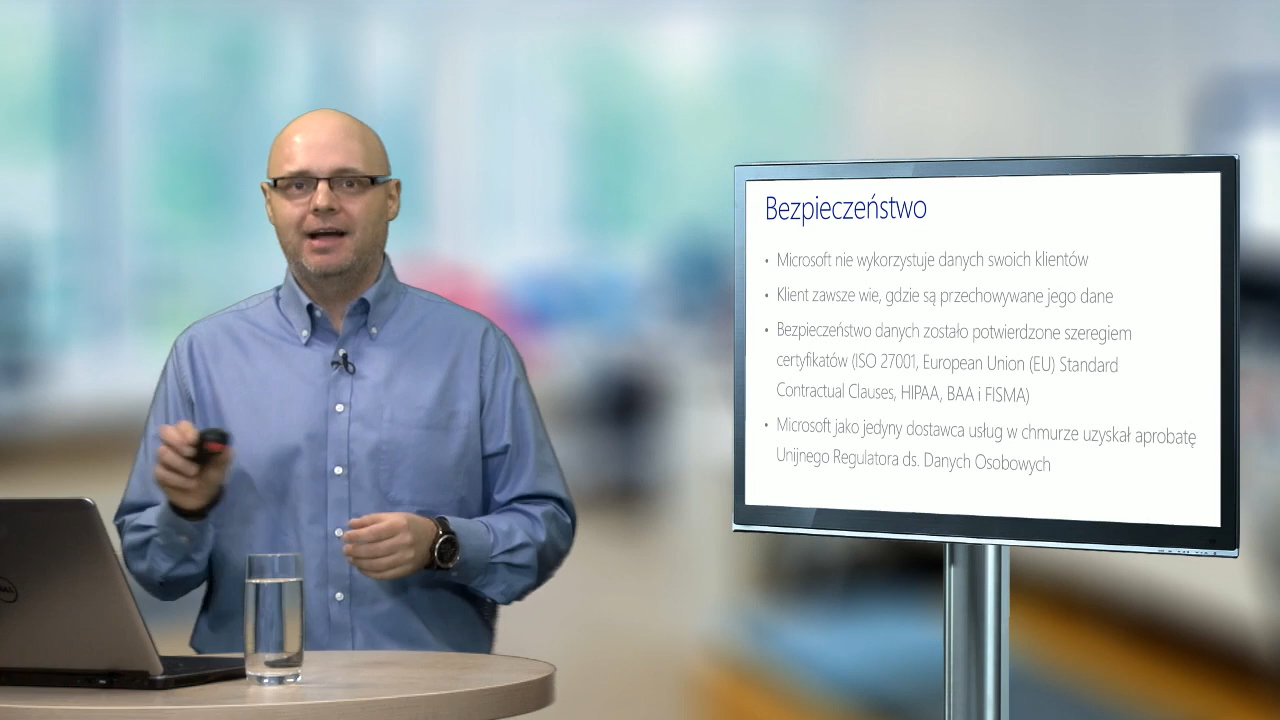 Bezpieczeństwo
• Microsoft nie wykorzystuje danych swoich klientów
• Klient zawsze wie, gdzie są przechowywane jego dane
• Bezpieczeństwo danych zostało potwierdzone szeregiem
certyfikatów (ISO 27001, European Union (EU) Standard
Contractual Clauses, HIPAA, BAA i FISMA)
• Microsoft jako jedyny dostawca usług w chmurze uzyskał aprobatę
Unijnego Regulatora ds. Danych Osobowych
DELL